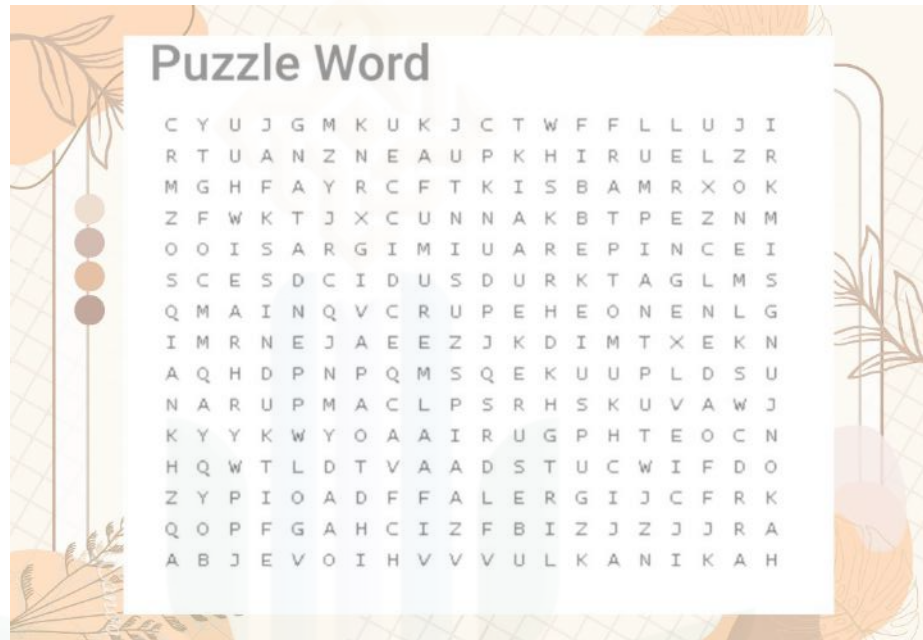 Puzzle Word
C Y U J G M K U K J C T W F F L L U J I
R T U A N Z N E A U P K H I R U E L Z R
M G H F A Y R C F T K I S B A M R X O K
Z F W K T J X C U N N A K B T P E Z N M
O O I S A R G I M I U A R E P I N C E I
S C E S D C I D U S D U R K T A G L M S
Q M A I N Q V C R U P E H E O N E N L G
I M R N E J A E E Z J K D I M T X E K N
A Q H D P N P Q M S Q E K U U P L D S U
N A R U P M A C L P S R H S K U V A W J
K Y Y K W Y O A A I R U G P H T E O C N
H Q W T L D T V A A D S T U C W I F D O
Z Y P I O A D F F A L E R G I J C F R K
Q O P F G A H C I Z F B I Z J Z J J R A
A B J E V O I H V V V U L K A N I K A H